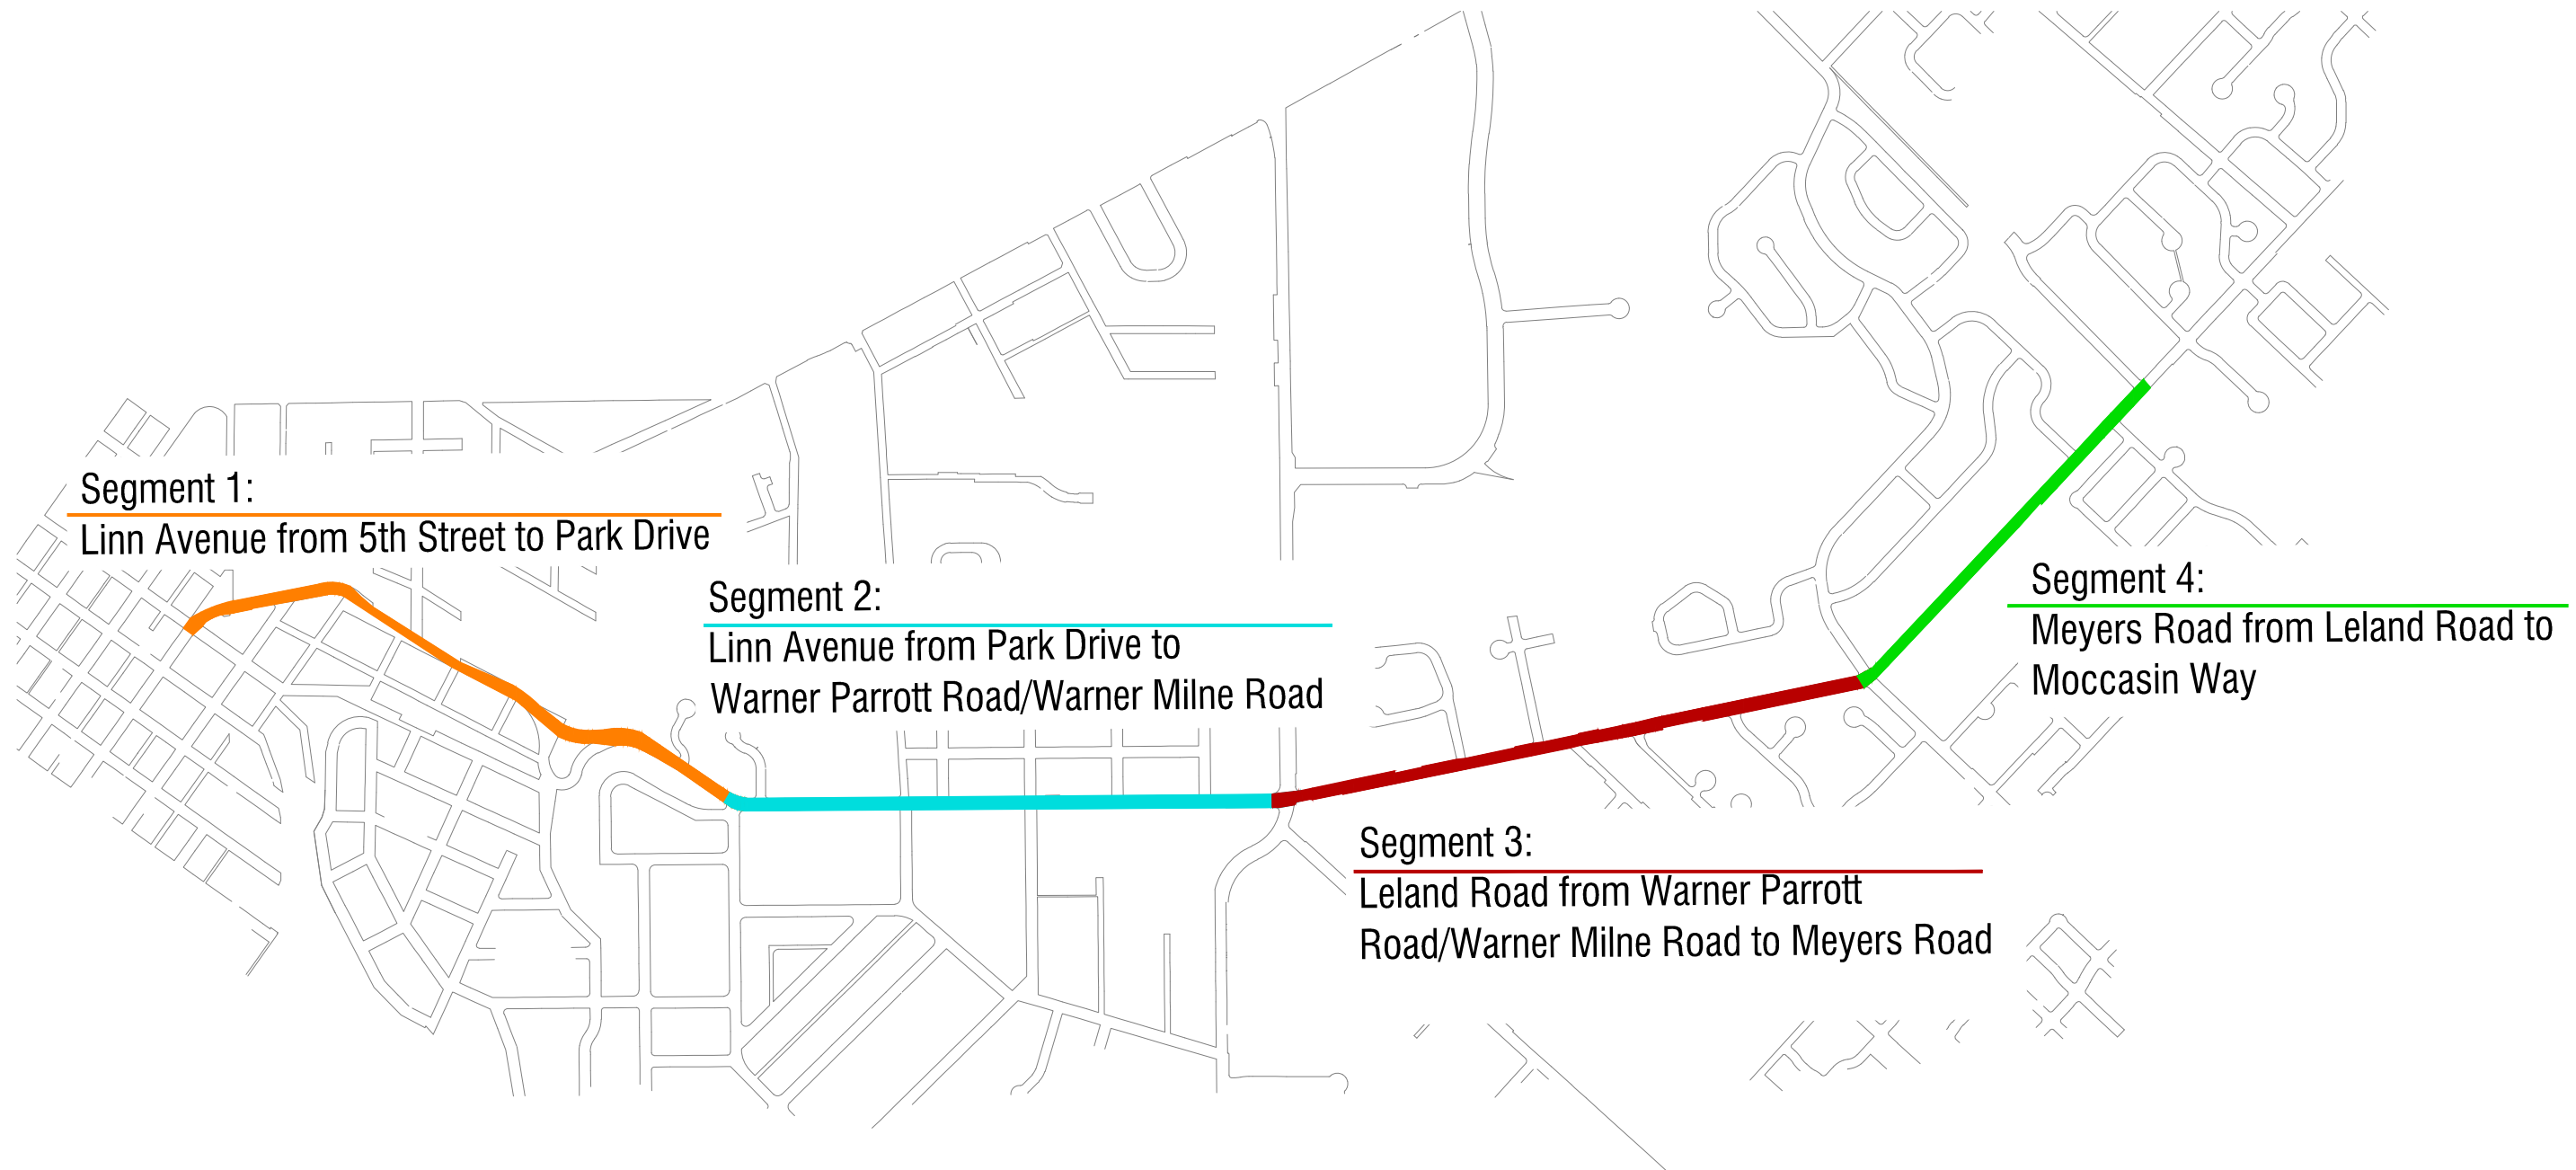 Segment 1:
Linn Avenue from 5th Street to Park Drive
Segment 2:
Linn Avenue from Park Drive to
Warner Parrott Road/Warner Milne Road
Segment 3:
Leland Road from Warner Parrott
Road/Warner Milne Road to Meyers Road
Segment 4:
Meyers Road from Leland Road to
Moccasin Way